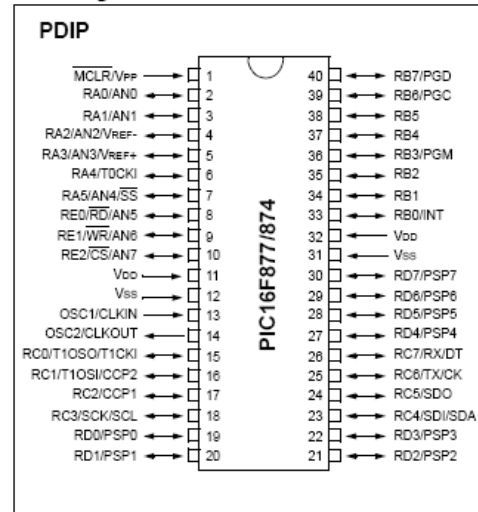 PDIP
MCLR/VPP 1 40 RB7/PGD
RA0/AN0 2 39 RB6/PGC
RA1/AN1 3 38 RB5
RA2/AN2/VREF- 4 37 RB4
RA3/AN3/VREF+ 5 36 RB3/PGM
RA4/T0CKI 6 35 RB2
RA5/AN4/SS 7 34 RB1
RE0/RD/AN5 8 33 RB0/INT
RE1/WR/AN6 9 32 VDD
RE2/CS/AN7 10 31 VSS
VDD 11 30 RD7/PSP7
VSS 12 29 RD6/PSP6
OSC1/CLKIN 13 28 RD5/PSP5
OSC2/CLKOUT 14 27 RD4/PSP4
RC0/T1OSO/T1CKI 15 26 RC7/RX/DT
RC1/T1OSI/CCP2 16 25 RC6/TX/CK
RC2/CCP1 17 24 RC5/SDO
RC3/SCK/SCL 18 23 RC4/SDI/SDA
RD0/PSP0 19 22 RD3/PSP3
RD1/PSP1 20 21 RD2/PSP2
PIC16F877/874